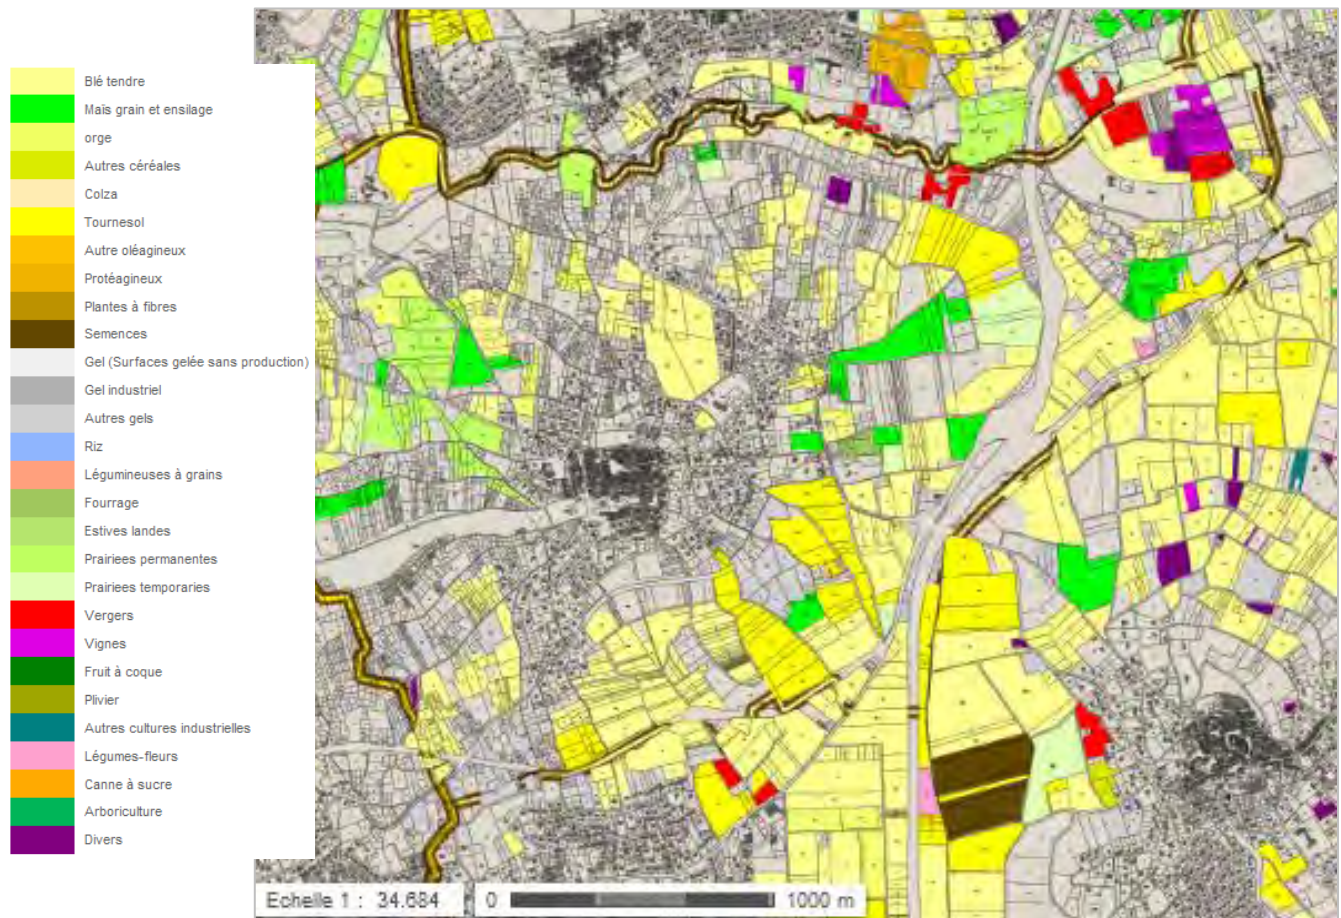 Blé tendre
Maïs grain et ensilage
orge
Autres céréales
Colza
Tournesol
Autre oléagineux
Protéagineux
Plantes à fibres
Semences
Gel (Surfaces gelée sans production)
Gel industriel
Autres gels
Riz
Légumineuses à grains
Fourrage
Estives landes
Prairiees permanentes
Prairiees temporaries
Vergers
Vignes
Fruit à coque
Plivier
Autres cultures industrielles
Légumes-fleurs
Canne à sucre
Arboriculture
Divers
Echelle 1 : 34.684 0 1000 m